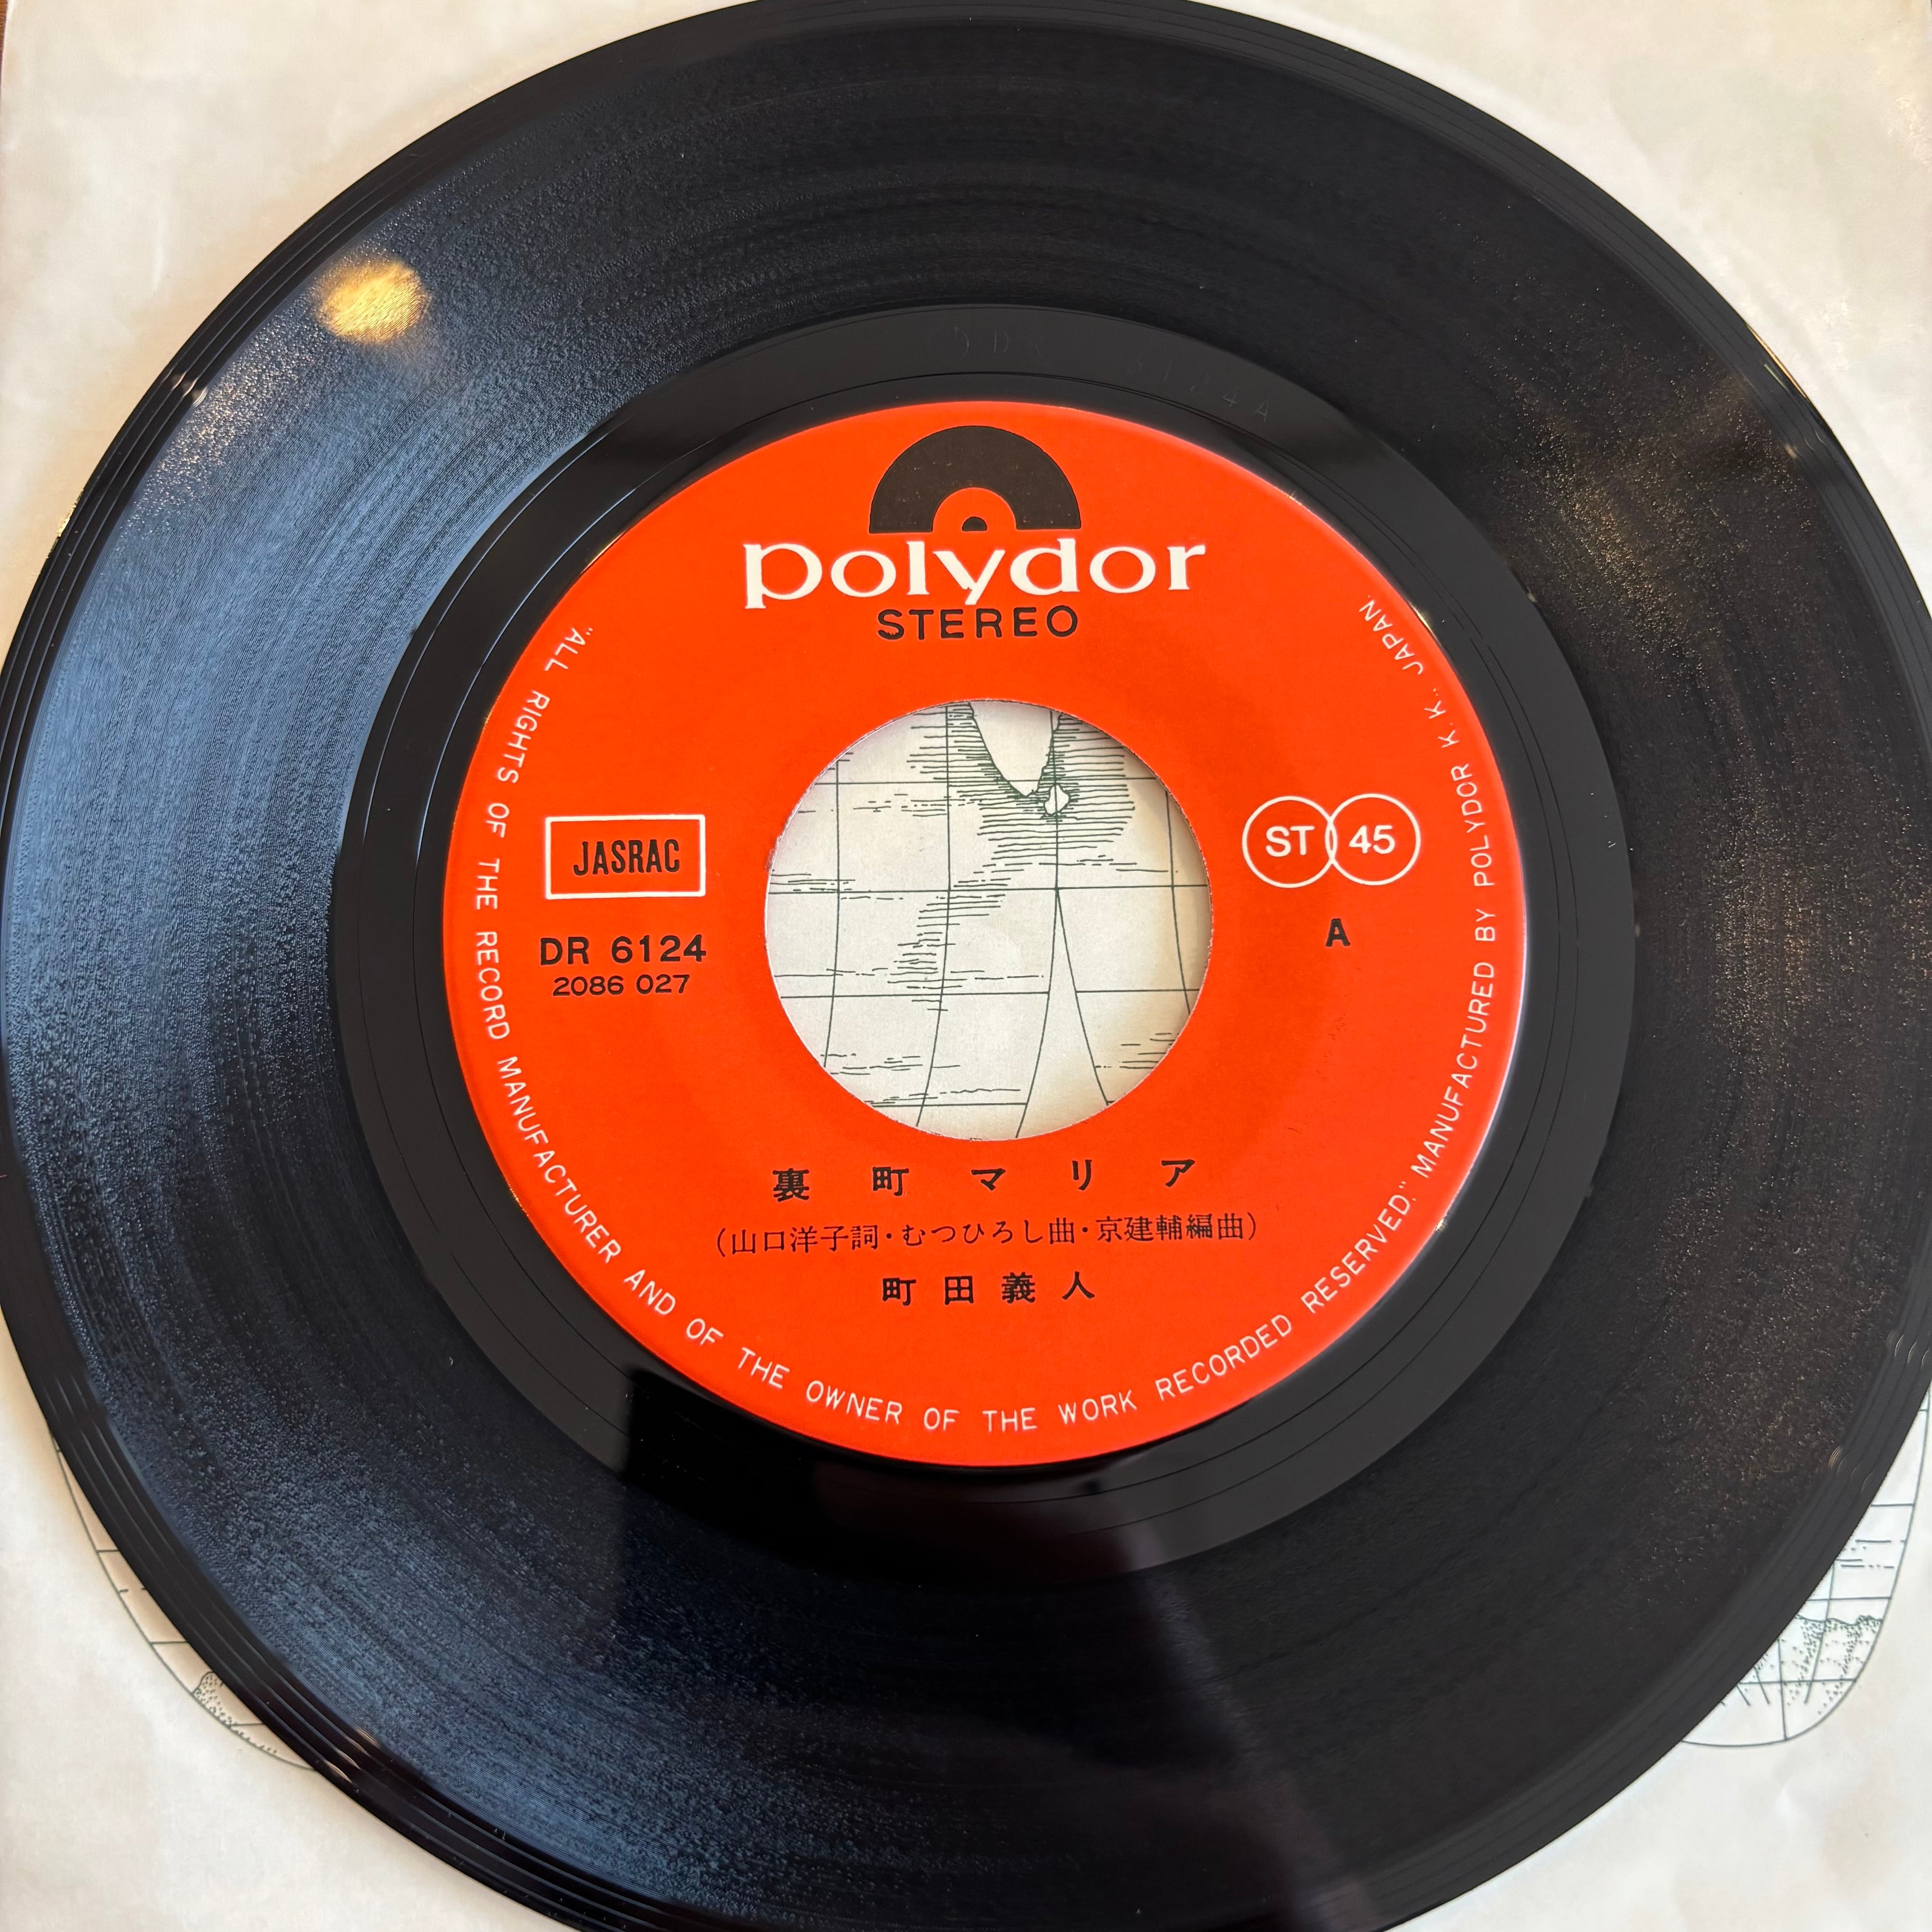 polydor
STEREO
"ALL RIGHTS OF THE RECORD MANUFACTURER AND OF THE OWNER OF THE WORK RECORDED RESERVED." MANUFACTURED BY POLYDOR K. K., JAPAN.
JASRAC
ST 45
DR 6124
2086 027
A
裏町マリア
(山口洋子詞・むつひろし曲・京建輔編曲)
町田義人